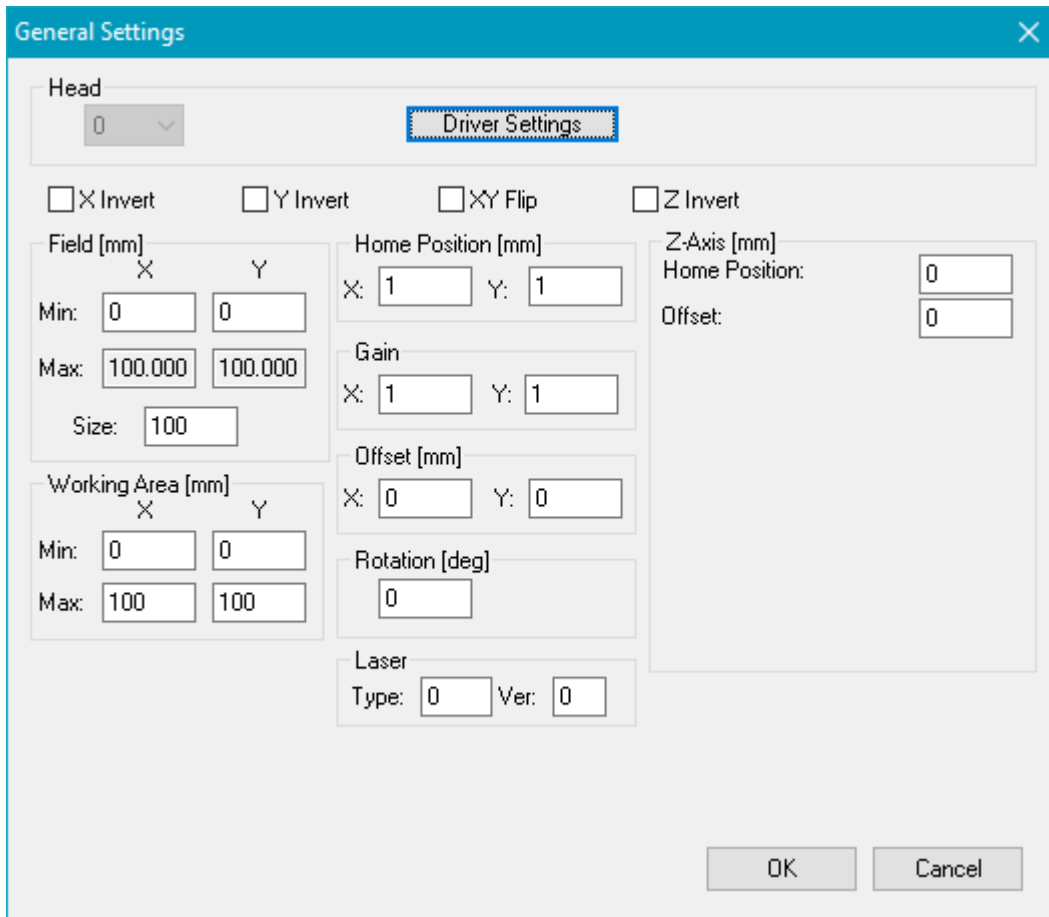 General Settings
Head
0
Driver Settings
X Invert
Y Invert
XY Flip
Z Invert
Field [mm]
X Y
Min: 0 0
Max: 100.000 100.000
Size: 100
Working Area [mm]
X Y
Min: 0 0
Max: 100 100
Home Position [mm]
X: 1 Y: 1
Gain
X: 1 Y: 1
Offset [mm]
X: 0 Y: 0
Rotation [deg]
0
Laser
Type: 0 Ver: 0
Z-Axis [mm]
Home Position: 0
Offset: 0
OK Cancel